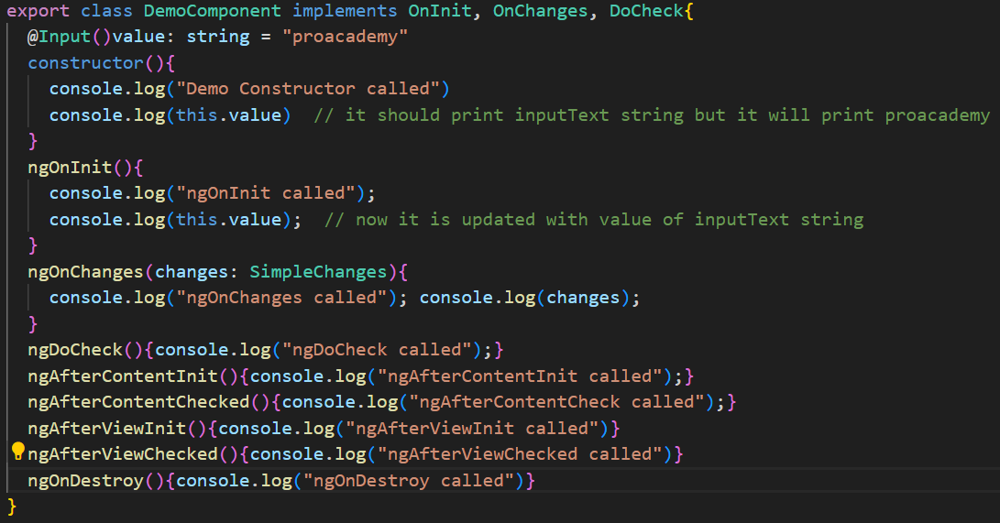 export class DemoComponent implements OnInit, OnChanges, DoCheck{
  @Input()value: string = "proacademy"
  constructor(){
    console.log("Demo Constructor called")
    console.log(this.value)  // it should print inputText string but it will print proacademy
  }
  ngOnInit(){
    console.log("ngOnInit called");
    console.log(this.value);  // now it is updated with value of inputText string
  }
  ngOnChanges(changes: SimpleChanges){
    console.log("ngOnChanges called"); console.log(changes);
  }
  ngDoCheck(){console.log("ngDoCheck called");}
  ngAfterContentInit(){console.log("ngAfterContentInit called");}
  ngAfterContentChecked(){console.log("ngAfterContentCheck called");}
  ngAfterViewInit(){console.log("ngAfterViewInit called")}
  ngAfterViewChecked(){console.log("ngAfterViewChecked called")}
  ngOnDestroy(){console.log("ngOnDestroy called")}
}